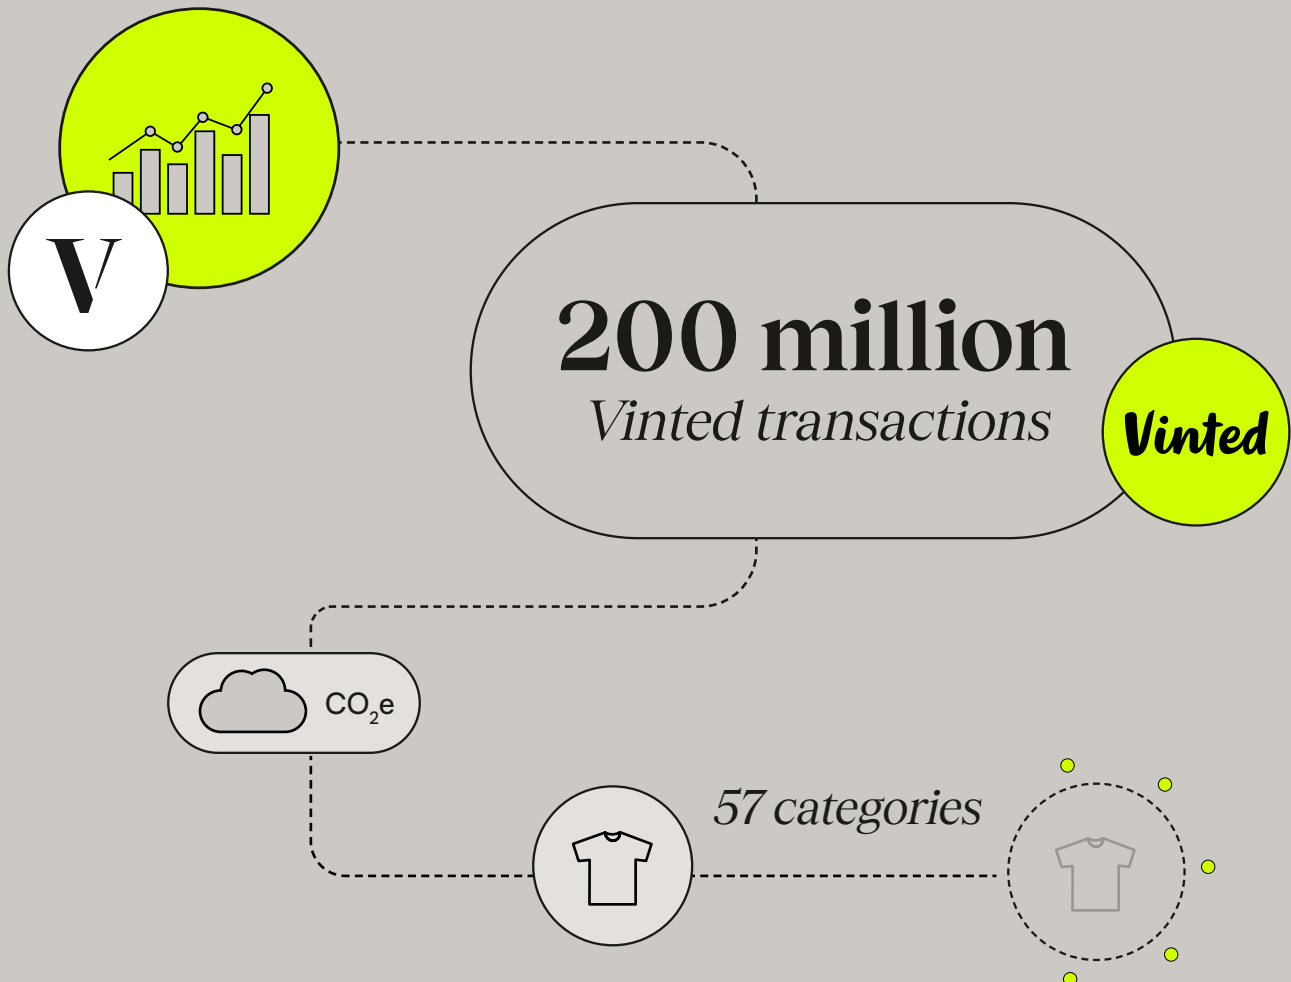 V
200 million
Vinted transactions
Vinted
CO₂e
57 categories